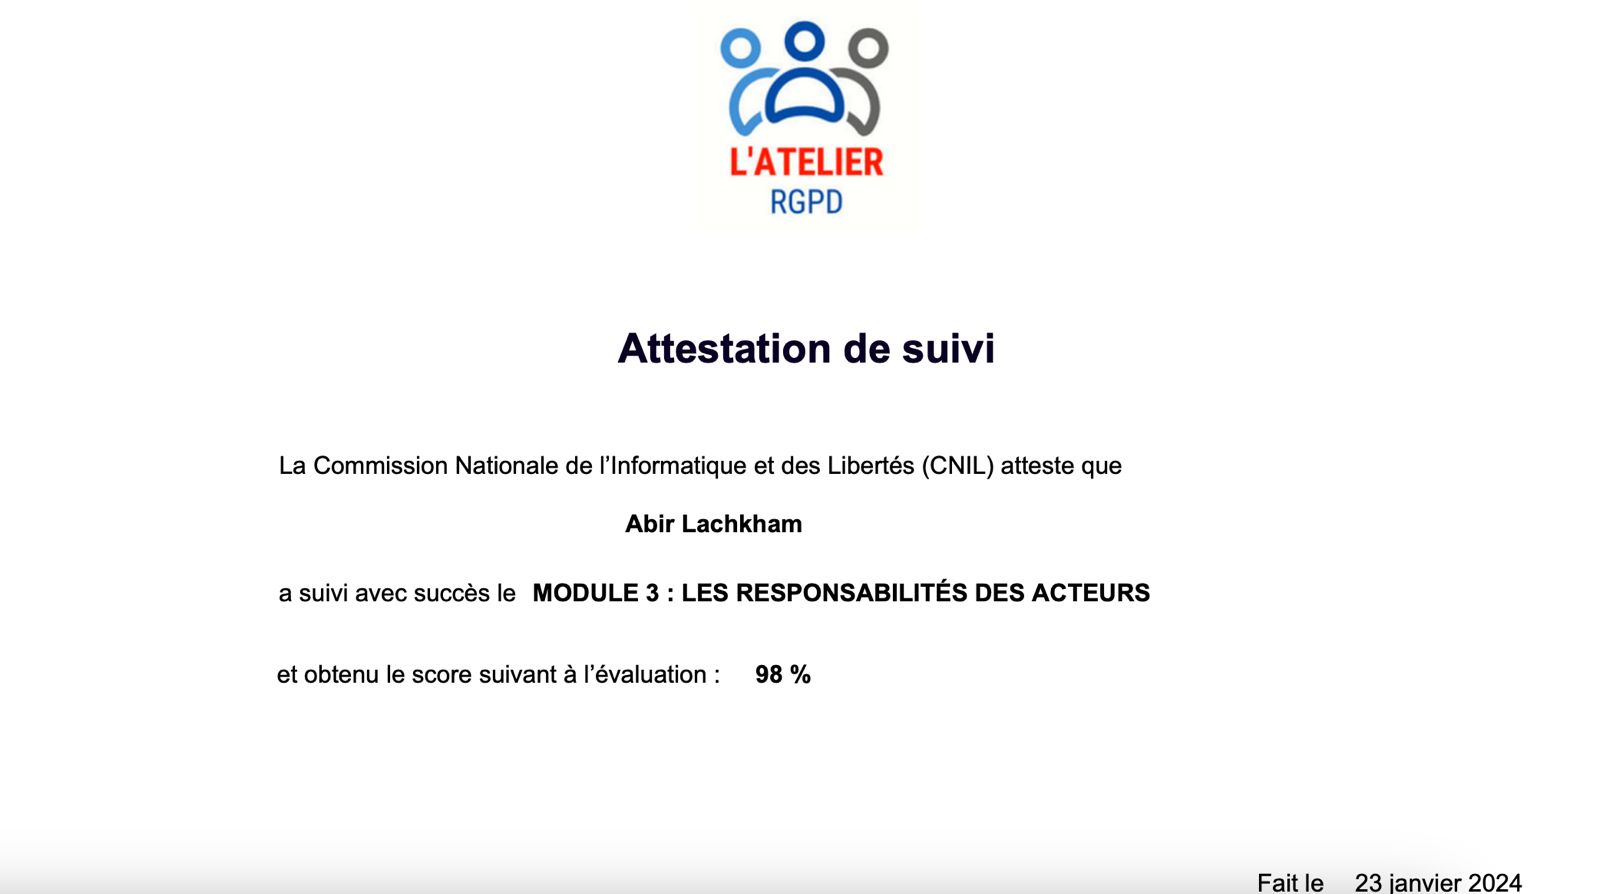 L'ATELIER
RGPD
Attestation de suivi
La Commission Nationale de l’Informatique et des Libertés (CNIL) atteste que
Abir Lachkham
a suivi avec succès le MODULE 3 : LES RESPONSABILITÉS DES ACTEURS
et obtenu le score suivant à l’évaluation : 98 %
Fait le 23 janvier 2024